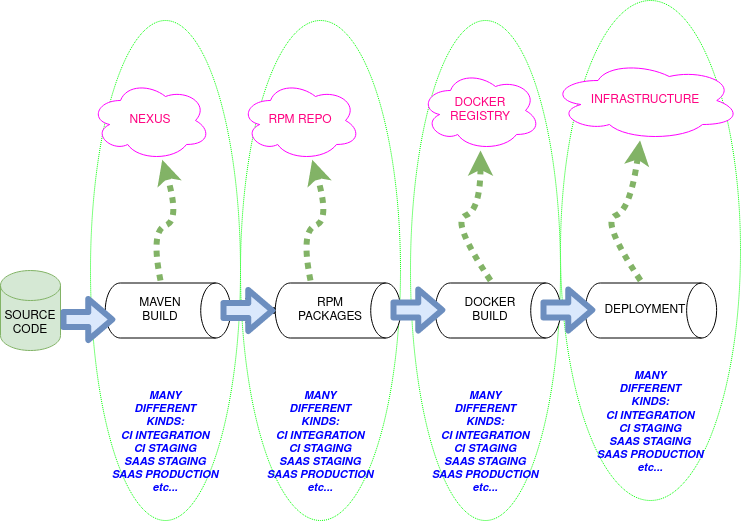 NEXUS
RPM REPO
DOCKER
REGISTRY
INFRASTRUCTURE
SOURCE
CODE
MAVEN
BUILD
RPM
PACKAGES
DOCKER
BUILD
DEPLOYMENT
MANY
DIFFERENT
KINDS:
CI INTEGRATION
CI STAGING
SAAS STAGING
SAAS PRODUCTION
etc...
MANY
DIFFERENT
KINDS:
CI INTEGRATION
CI STAGING
SAAS STAGING
SAAS PRODUCTION
etc...
MANY
DIFFERENT
KINDS:
CI INTEGRATION
CI STAGING
SAAS STAGING
SAAS PRODUCTION
etc...
MANY
DIFFERENT
KINDS:
CI INTEGRATION
CI STAGING
SAAS STAGING
SAAS PRODUCTION
etc...